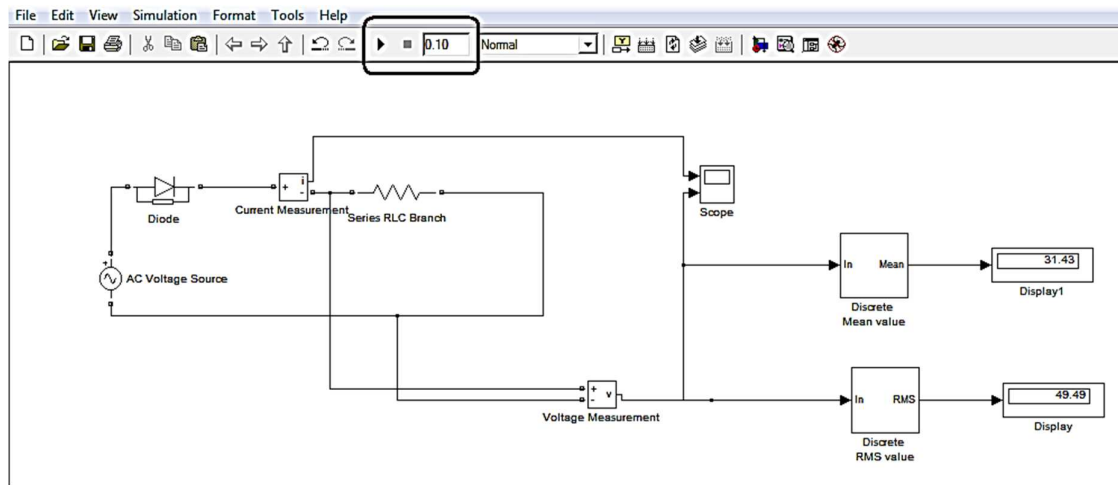 File Edit View Simulation Format Tools Help
0.10 Normal
i
+
-
Current Measurement
Diode
Series RLC Branch
Scope
+
AC Voltage Source
In Mean
31.43
Display1
Discrete
Mean value
+
-
v
Voltage Measurement
In RMS
49.49
Display
Discrete
RMS value